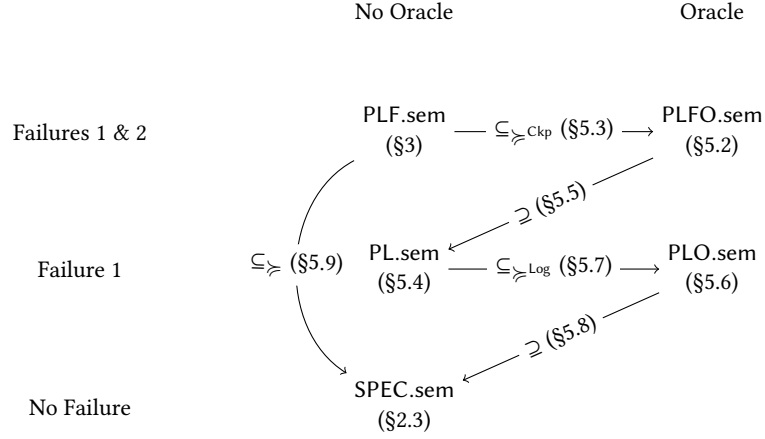 No Oracle Oracle
Failures 1 & 2 PLF.sem ⊆≽Ckp (§5.3) PLFO.sem
(§3) (§5.2)
⊇ (§5.5)
Failure 1 ⊆≽ (§5.9) PL.sem ⊆≽Log (§5.7) PLO.sem
(§5.4) (§5.6)
⊇ (§5.8)
No Failure SPEC.sem
(§2.3)